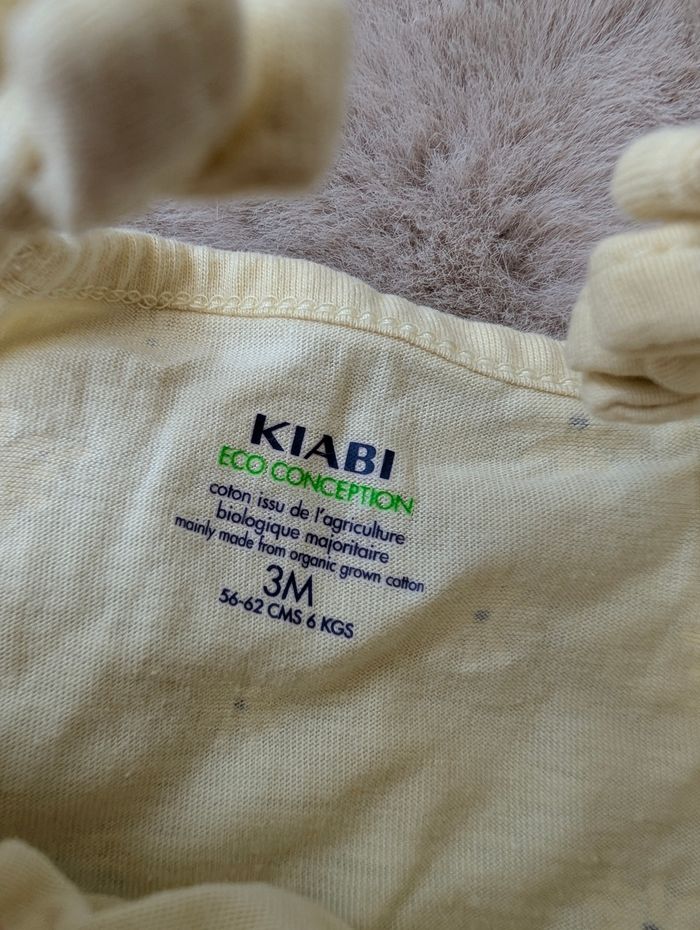 KIABI
ECO CONCEPTION
coton issu de l'agriculture
biologique majoritaire
mainly made from organic grown cotton
3M
56-62 CMS 6 KGS